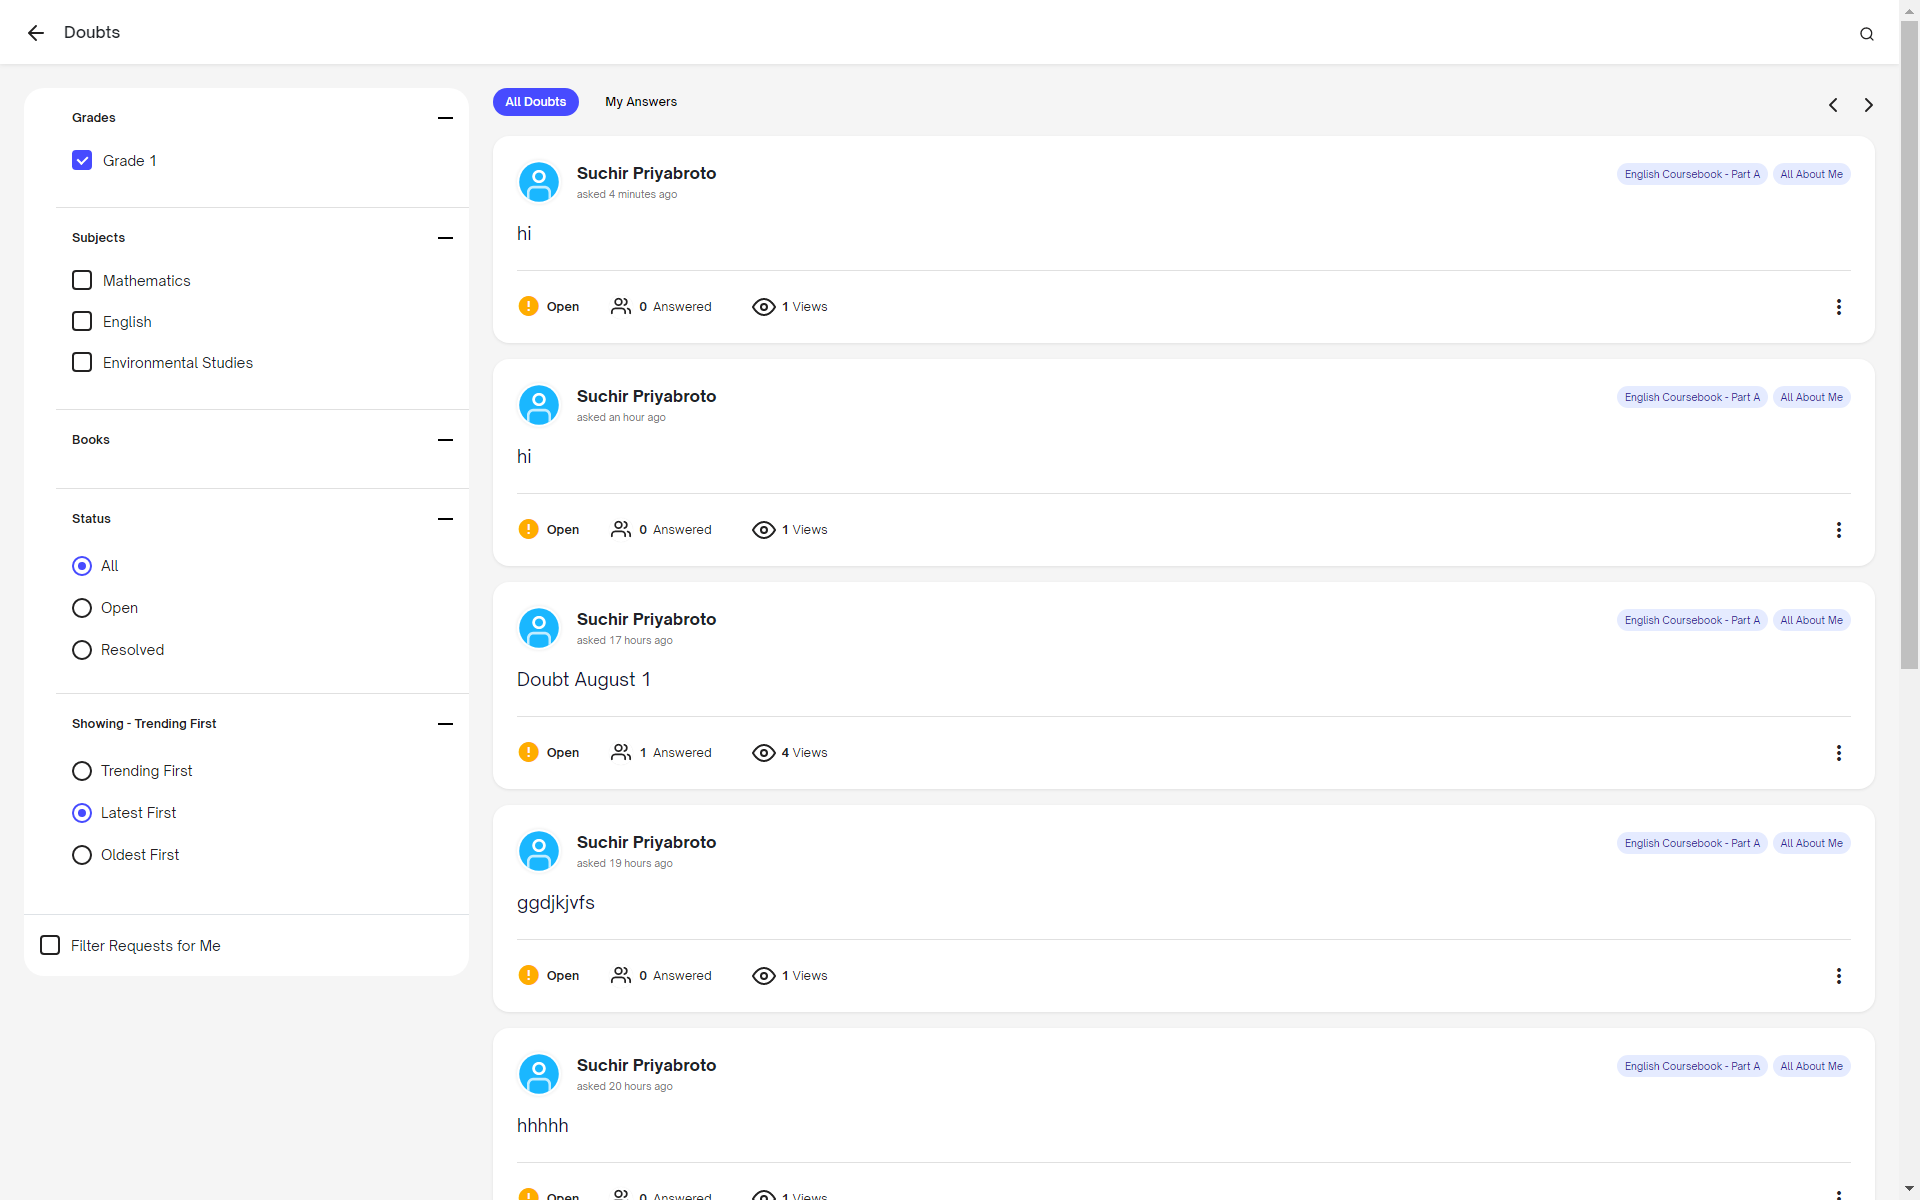 Doubts
Grades
Grade 1
Subjects
Mathematics
English
Environmental Studies
Books
Status
All
Open
Resolved
Showing - Trending First
Trending First
Latest First
Oldest First
Filter Requests for Me
All Doubts My Answers
Suchir Priyabroto English Coursebook - Part A All About Me
asked 4 minutes ago
hi
Open 0 Answered 1 Views
Suchir Priyabroto English Coursebook - Part A All About Me
asked an hour ago
hi
Open 0 Answered 1 Views
Suchir Priyabroto English Coursebook - Part A All About Me
asked 17 hours ago
Doubt August 1
Open 1 Answered 4 Views
Suchir Priyabroto English Coursebook - Part A All About Me
asked 19 hours ago
ggdjkjvfs
Open 0 Answered 1 Views
Suchir Priyabroto English Coursebook - Part A All About Me
asked 20 hours ago
hhhhh
Open 0 Answered 1 Views